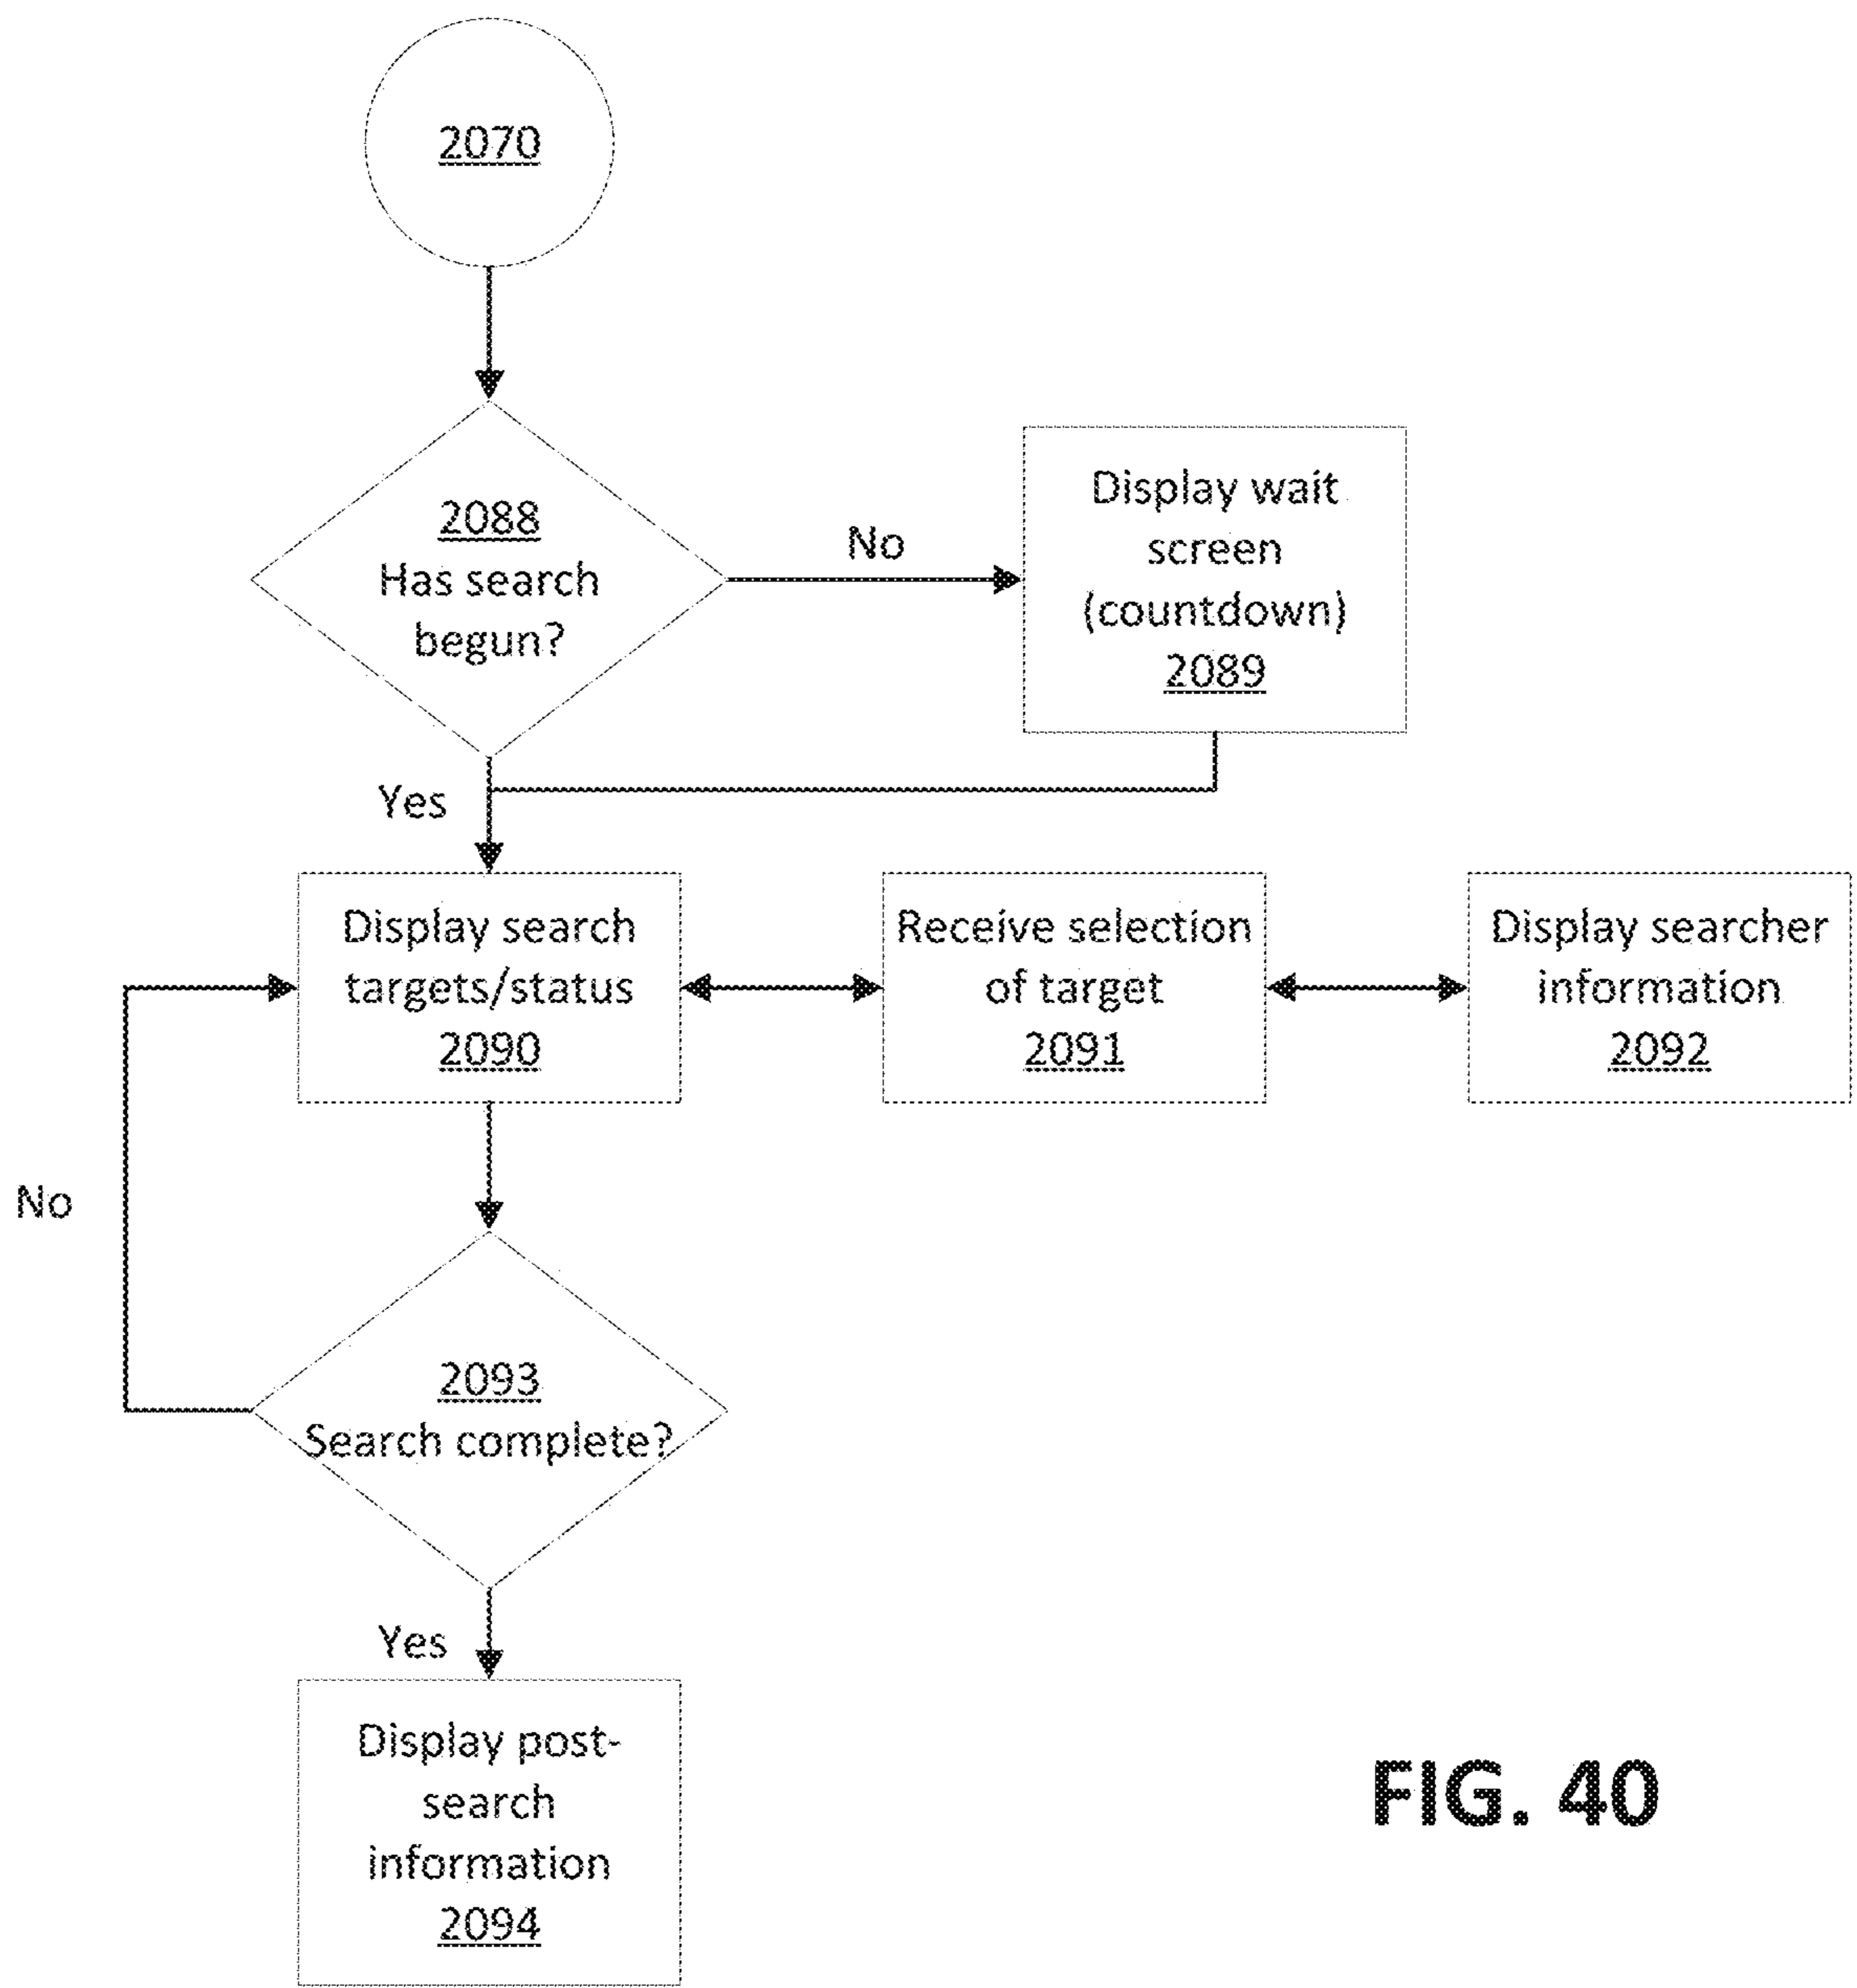 2070
2088
Has search
begun?
No
Display wait
screen
(countdown)
2089
Yes
Display search
targets/status
2090
Receive selection
of target
2091
Display searcher
information
2092
No
2093
Search complete?
Yes
Display post-
search
information
2094
FIG. 40